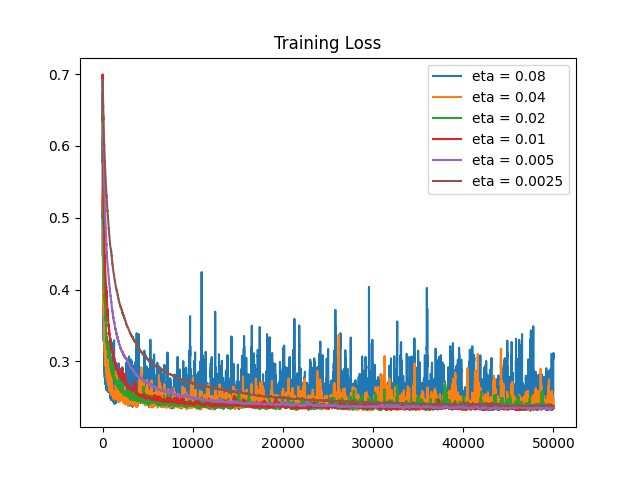 Training Loss
eta = 0.08
eta = 0.04
eta = 0.02
eta = 0.01
eta = 0.005
eta = 0.0025
0.7
0.6
0.5
0.4
0.3
0 10000 20000 30000 40000 50000